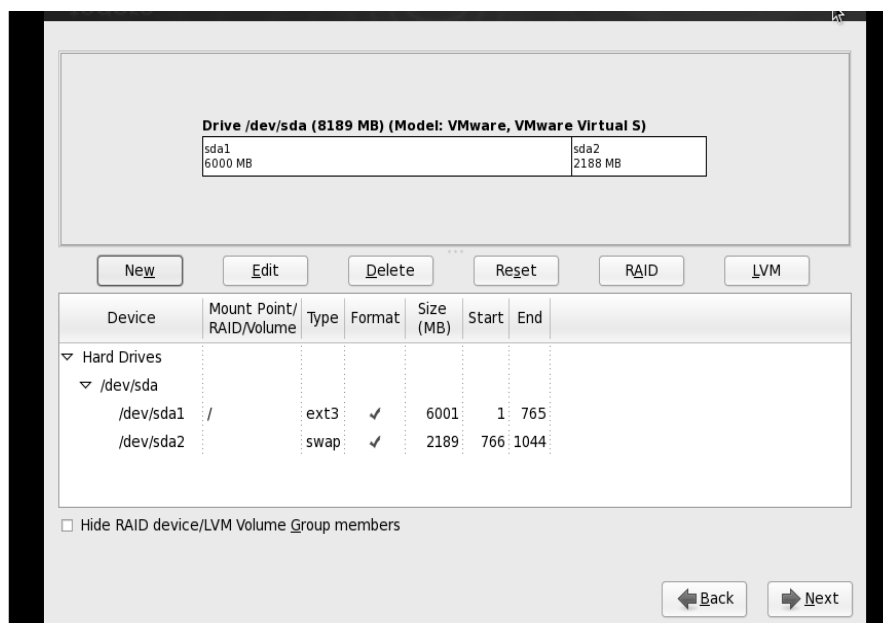 Drive /dev/sda (8189 MB) (Model: VMware, VMware Virtual S)
sda1 sda2
6000 MB 2188 MB
New Edit Delete Reset RAID LVM
Device Mount Point/ RAID/Volume Type Format Size (MB) Start End
Hard Drives
/dev/sda
/dev/sda1 / ext3 6001 1 765
/dev/sda2 swap 2189 766 1044
Hide RAID device/LVM Volume Group members
Back Next